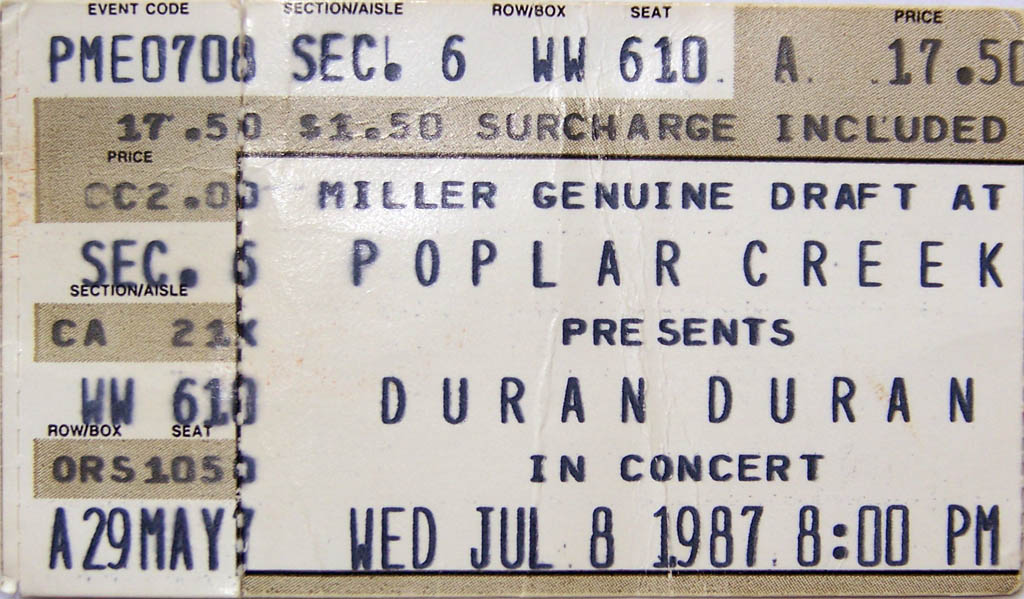 EVENT CODE SECTION/AISLE ROW/BOX SEAT PRICE
PME0708 SEC. 6 WW 610 A 17.50
17.50 $1.50 SURCHARGE INCLUDED
PRICE
CC2.00 MILLER GENUINE DRAFT AT
SEC. 6 POPLAR CREEK
SECTION/AISLE
CA 21X PRESENTS
WW 610 DURAN DURAN
ROW/BOX SEAT
ORS1050 IN CONCERT
A29MAY7 WED JUL 8 1987 8:00 PM